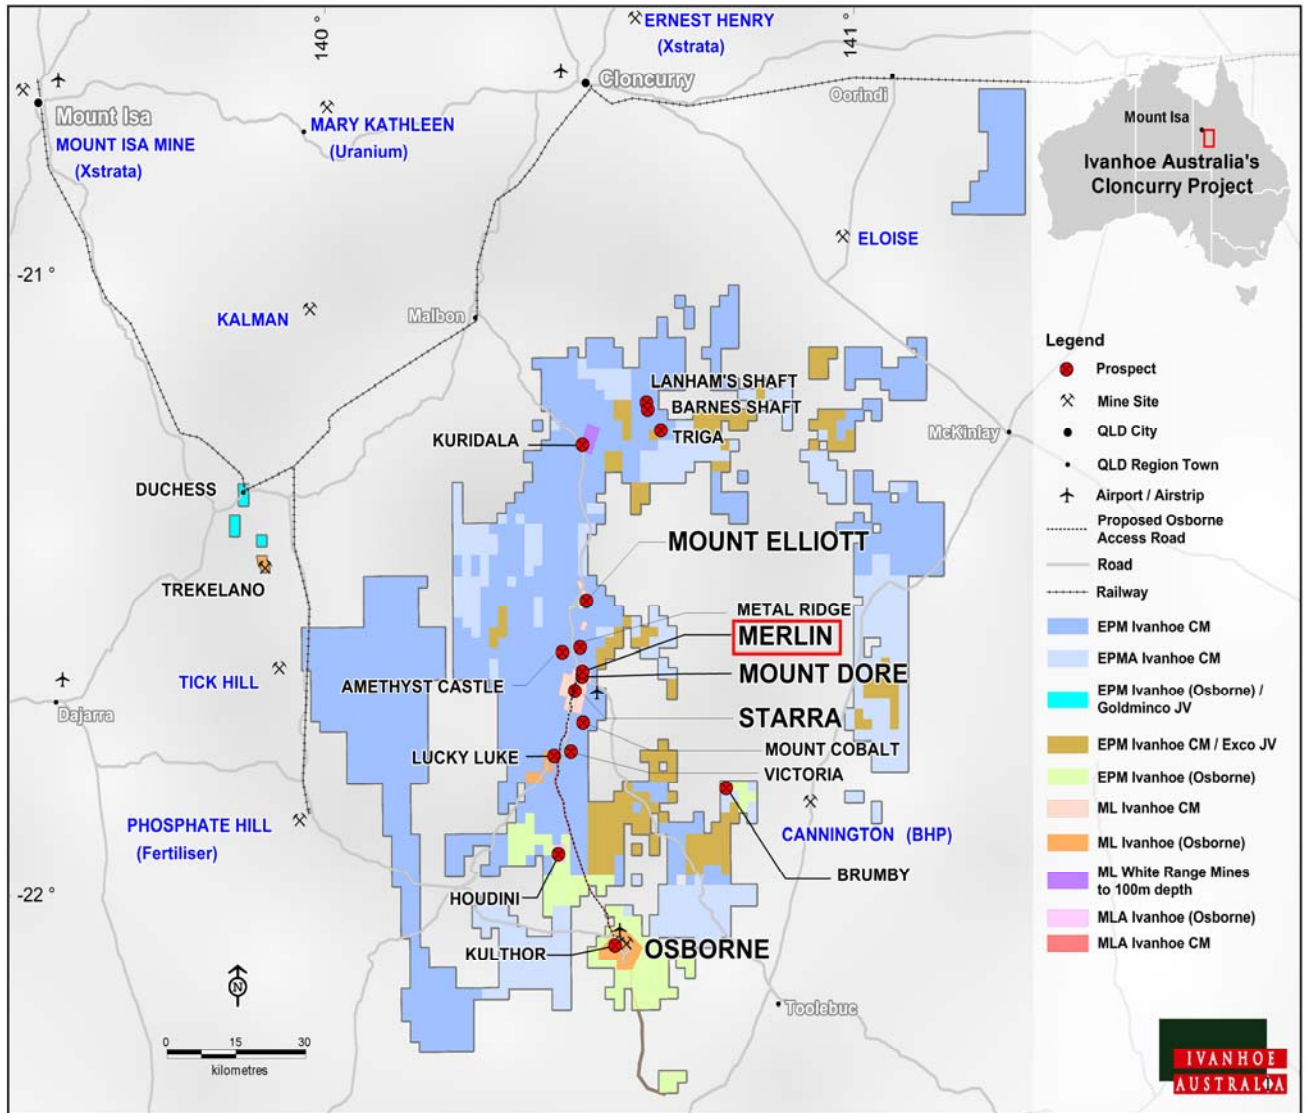 140 °
141 °
ERNEST HENRY
(Xstrata)
Cloncurry
Oorindi
Mount Isa
MOUNT ISA MINE
(Xstrata)
MARY KATHLEEN
(Uranium)
Mount Isa
Ivanhoe Australia's
Cloncurry Project
ELOISE
-21 °
KALMAN
Malbon
LANHAM'S SHAFT
BARNES SHAFT
TRIGA
KURIDALA
McKinlay
DUCHESS
MOUNT ELLIOTT
TREKELANO
METAL RIDGE
MERLIN
MOUNT DORE
AMETHYST CASTLE
TICK HILL
Dajarra
STARRA
MOUNT COBALT
LUCKY LUKE
VICTORIA
PHOSPHATE HILL
(Fertiliser)
CANNINGTON (BHP)
BRUMBY
-22 °
HOUDINI
KULTHOR
OSBORNE
Toolebuc
N
0 15 30
kilometres
Legend
Prospect
Mine Site
QLD City
QLD Region Town
Airport / Airstrip
Proposed Osborne
Access Road
Road
Railway
EPM Ivanhoe CM
EPMA Ivanhoe CM
EPM Ivanhoe (Osborne) /
Goldminco JV
EPM Ivanhoe CM / Exco JV
EPM Ivanhoe (Osborne)
ML Ivanhoe CM
ML Ivanhoe (Osborne)
ML White Range Mines
to 100m depth
MLA Ivanhoe (Osborne)
MLA Ivanhoe CM
IVANHOE
AUSTRALIA